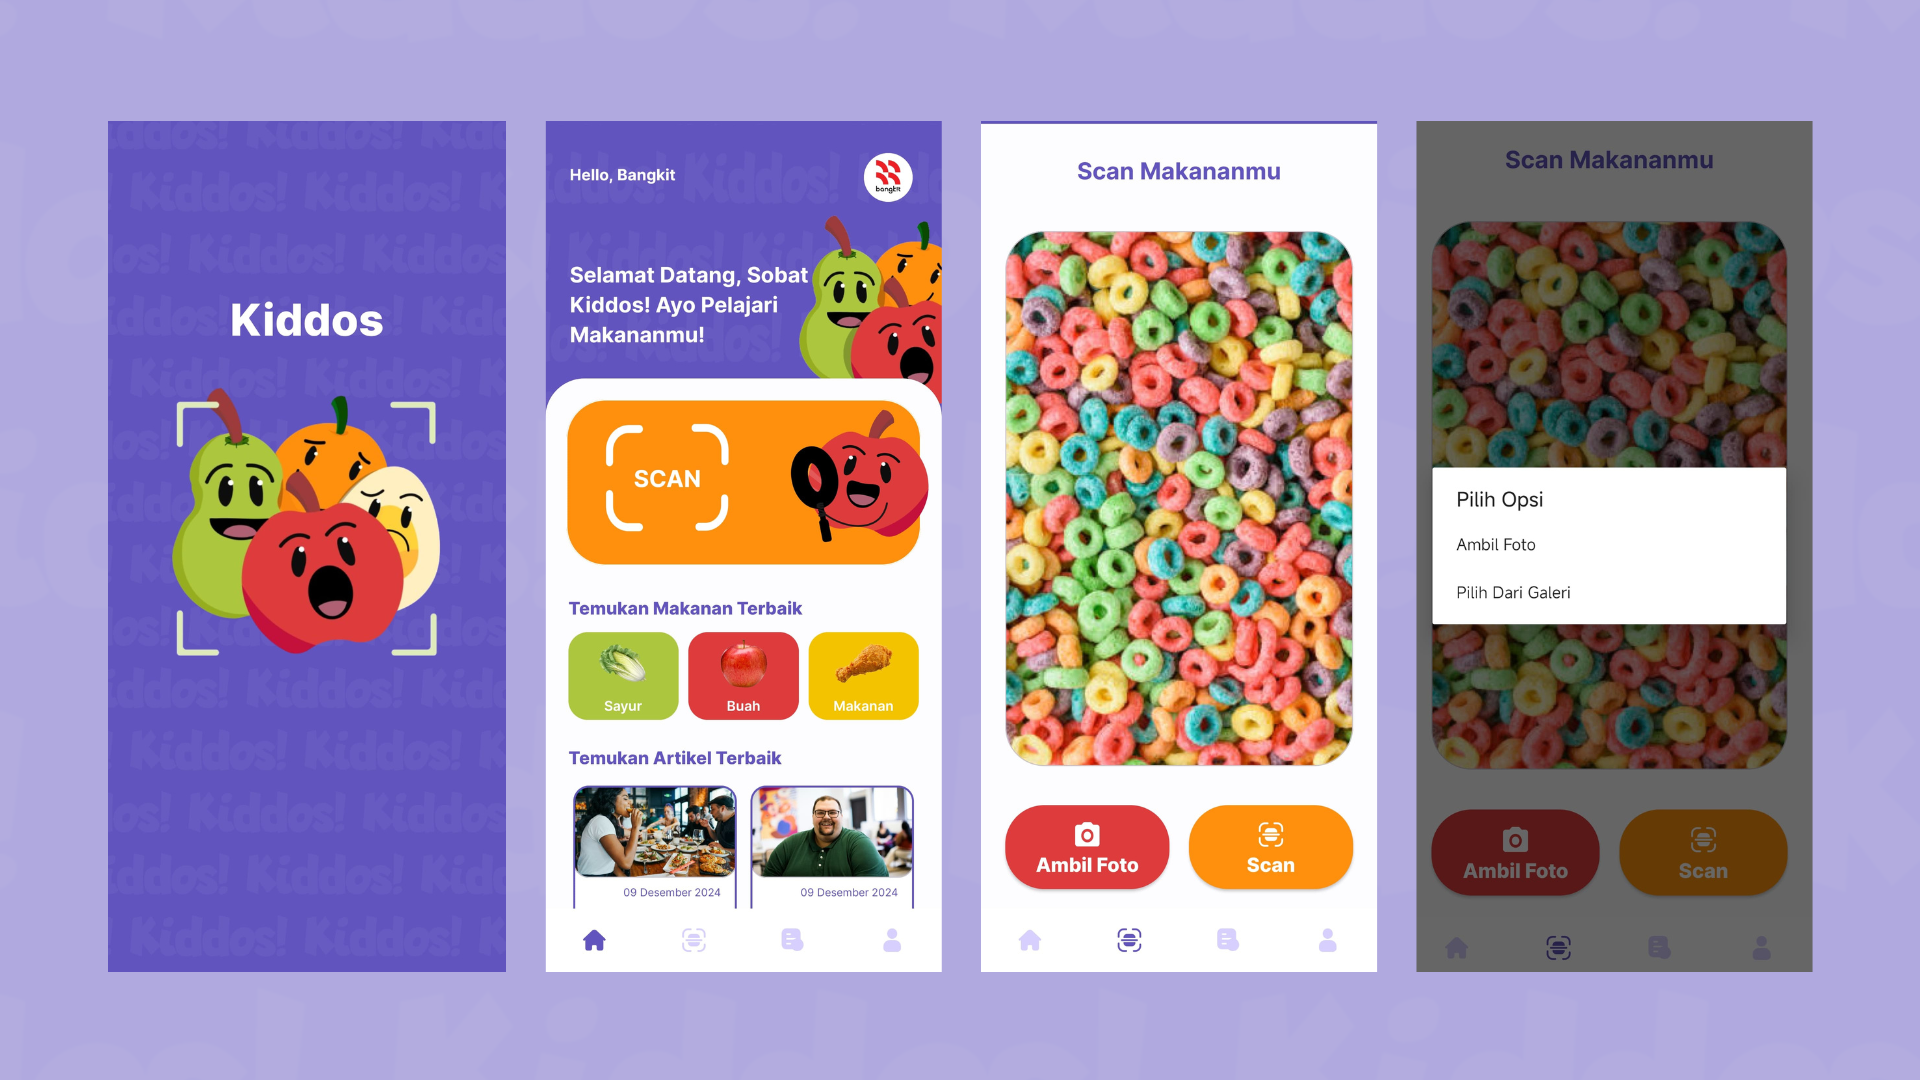 Kiddos
Hello, Bangkit
bangkit
Selamat Datang, Sobat
Kiddos! Ayo Pelajari
Makananmu!
SCAN
Temukan Makanan Terbaik
Sayur
Buah
Makanan
Temukan Artikel Terbaik
09 Desember 2024
09 Desember 2024
Scan Makananmu
Ambil Foto
Scan
Scan Makananmu
Pilih Opsi
Ambil Foto
Pilih Dari Galeri
Ambil Foto
Scan